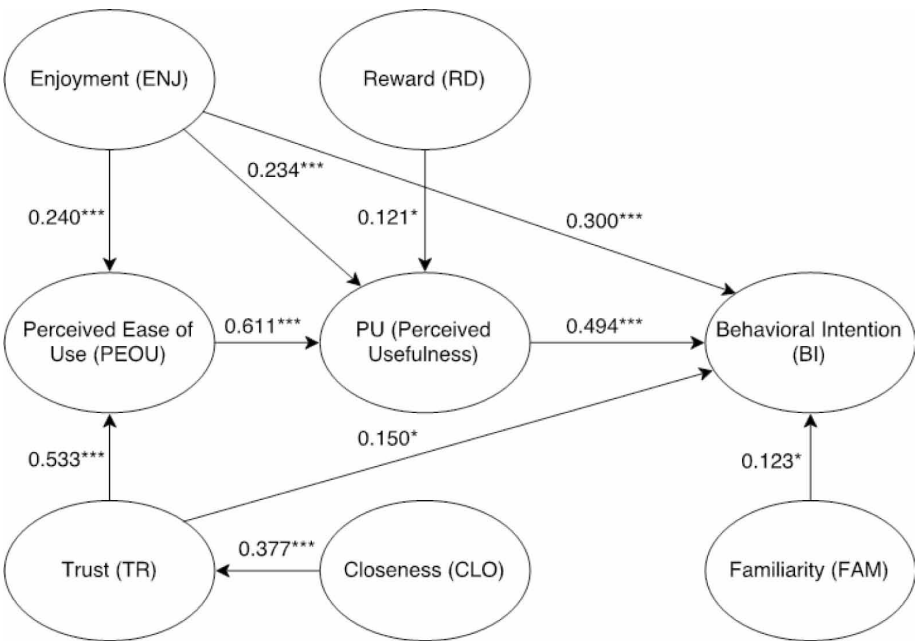 Enjoyment (ENJ)
Reward (RD)
0.234***
0.240***
0.121*
0.300***
Perceived Ease of
Use (PEOU)
0.611***
PU (Perceived
Usefulness)
0.494***
Behavioral Intention
(BI)
0.533***
0.150*
0.123*
Trust (TR)
0.377***
Closeness (CLO)
Familiarity (FAM)